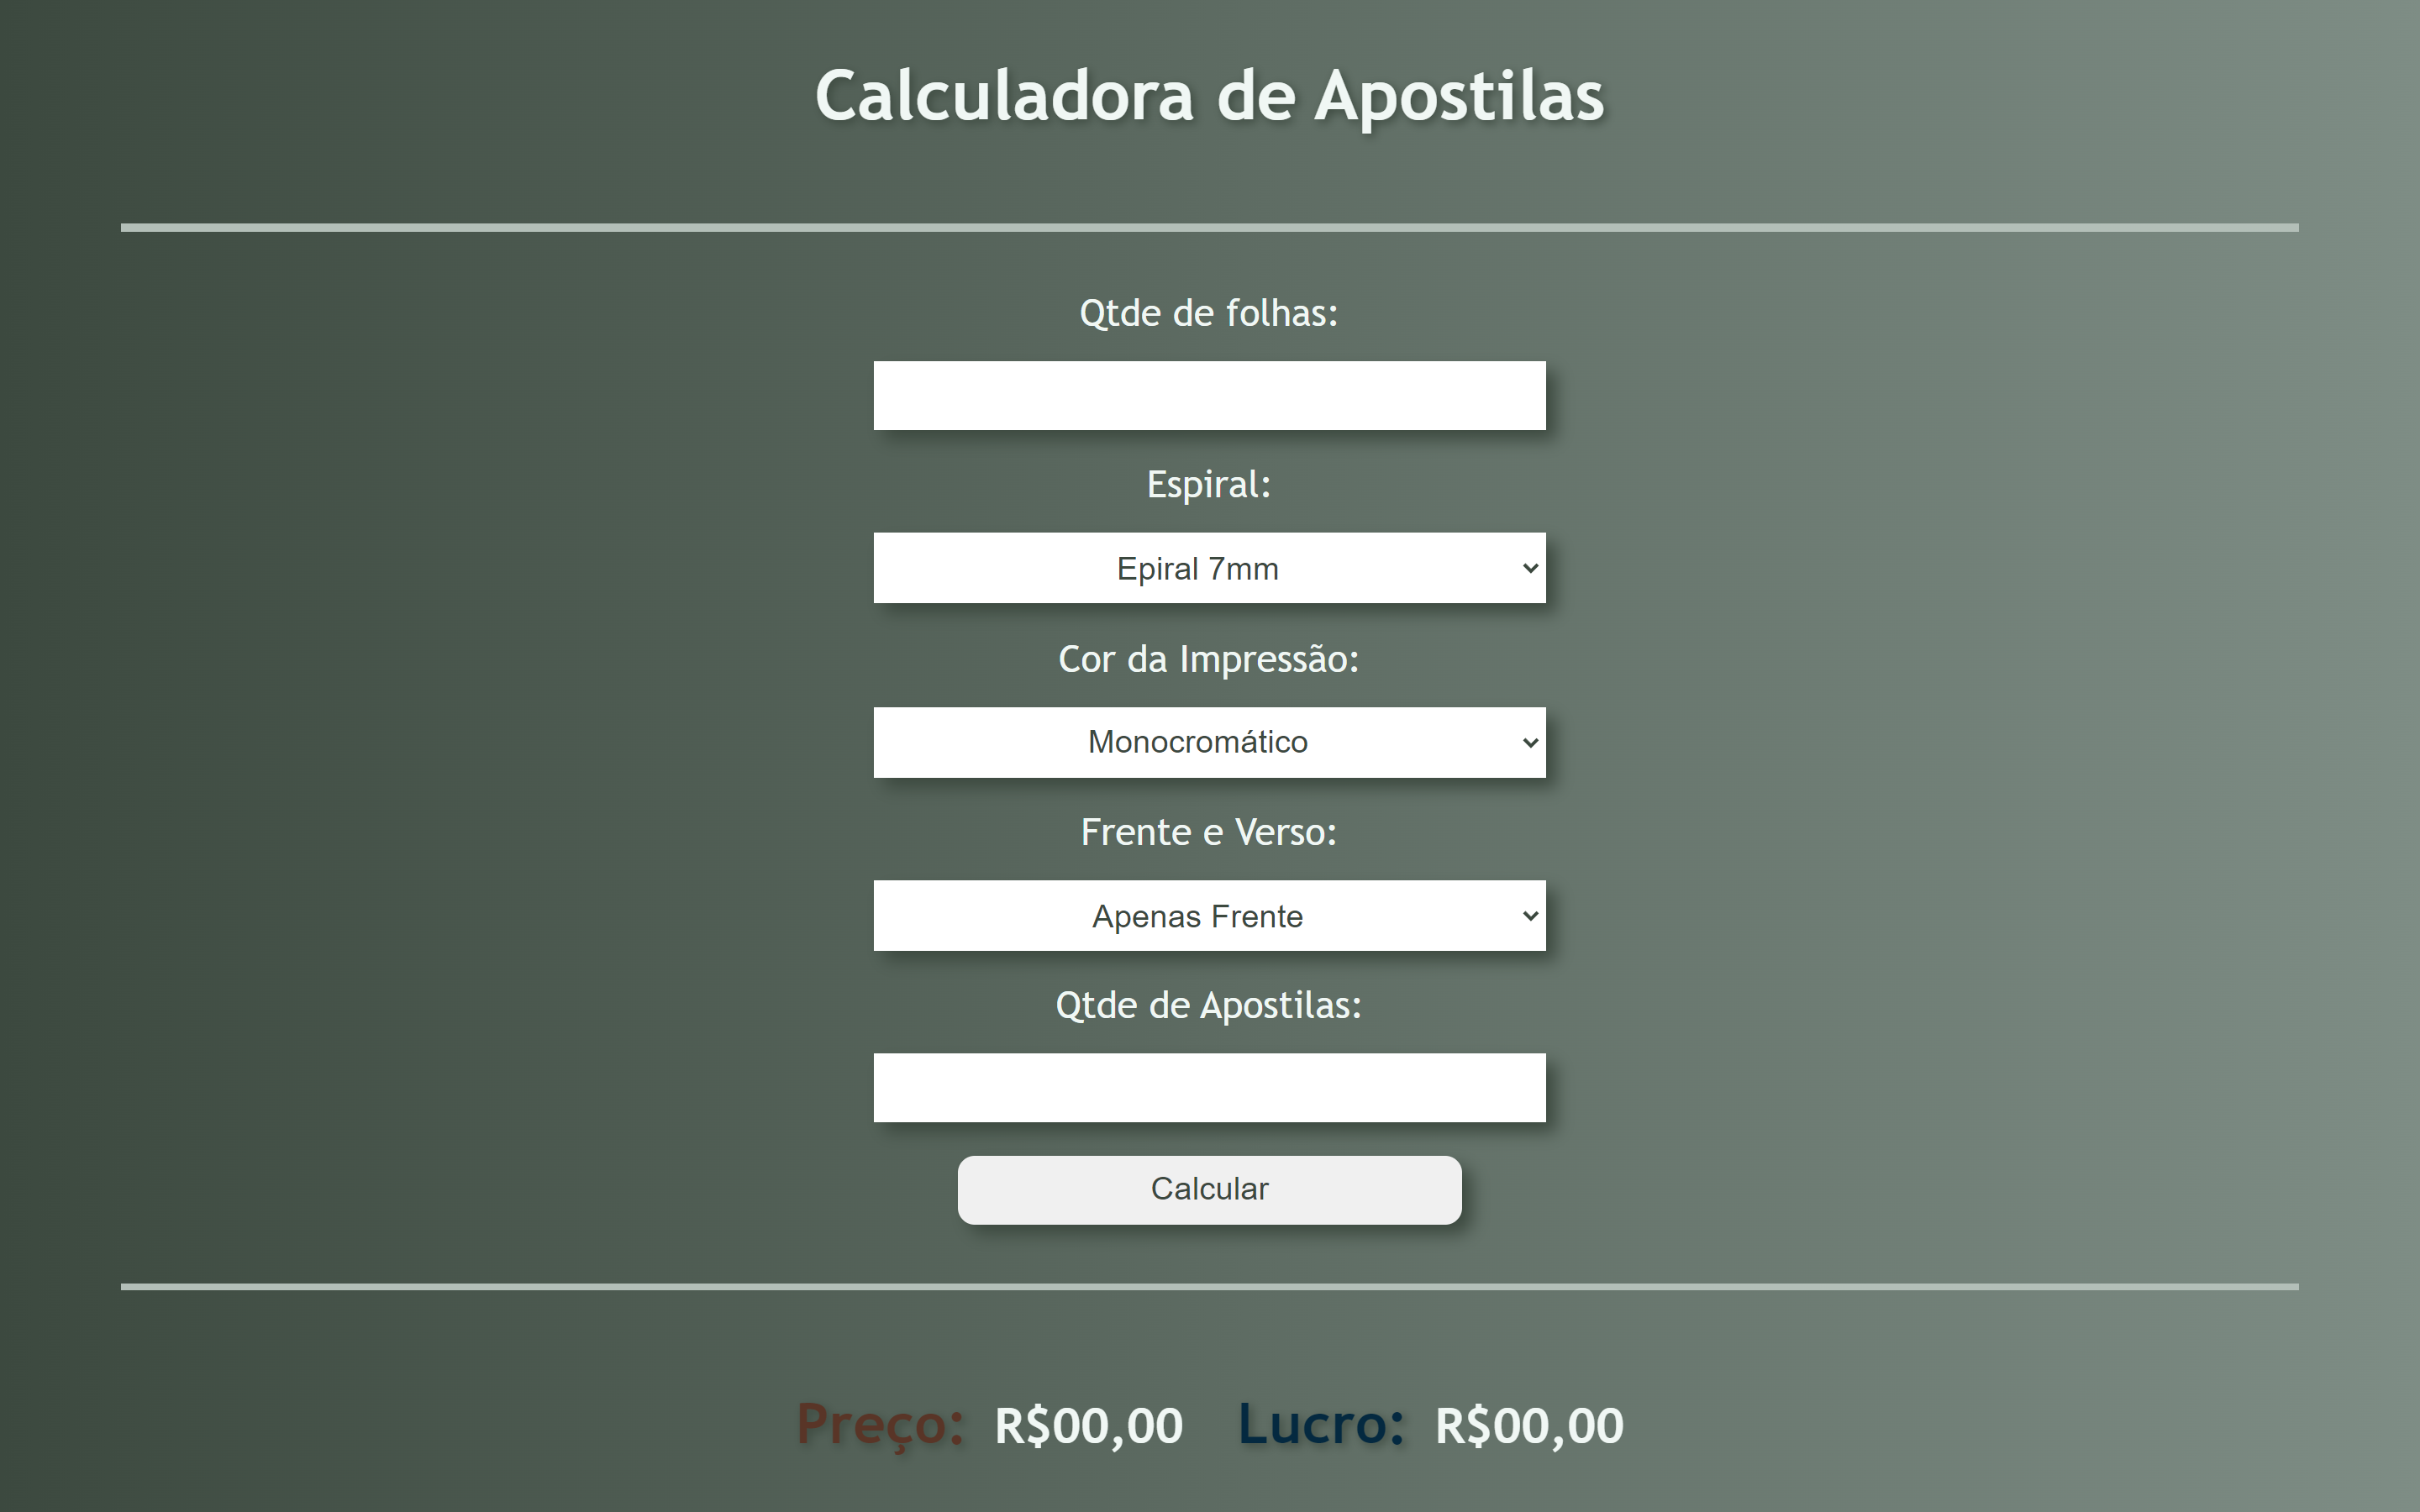 Calculadora de Apostilas
Qtde de folhas:
Espiral:
Epiral 7mm
Cor da Impressão:
Monocromático
Frente e Verso:
Apenas Frente
Qtde de Apostilas:
Calcular
Preço: R$00,00 Lucro: R$00,00